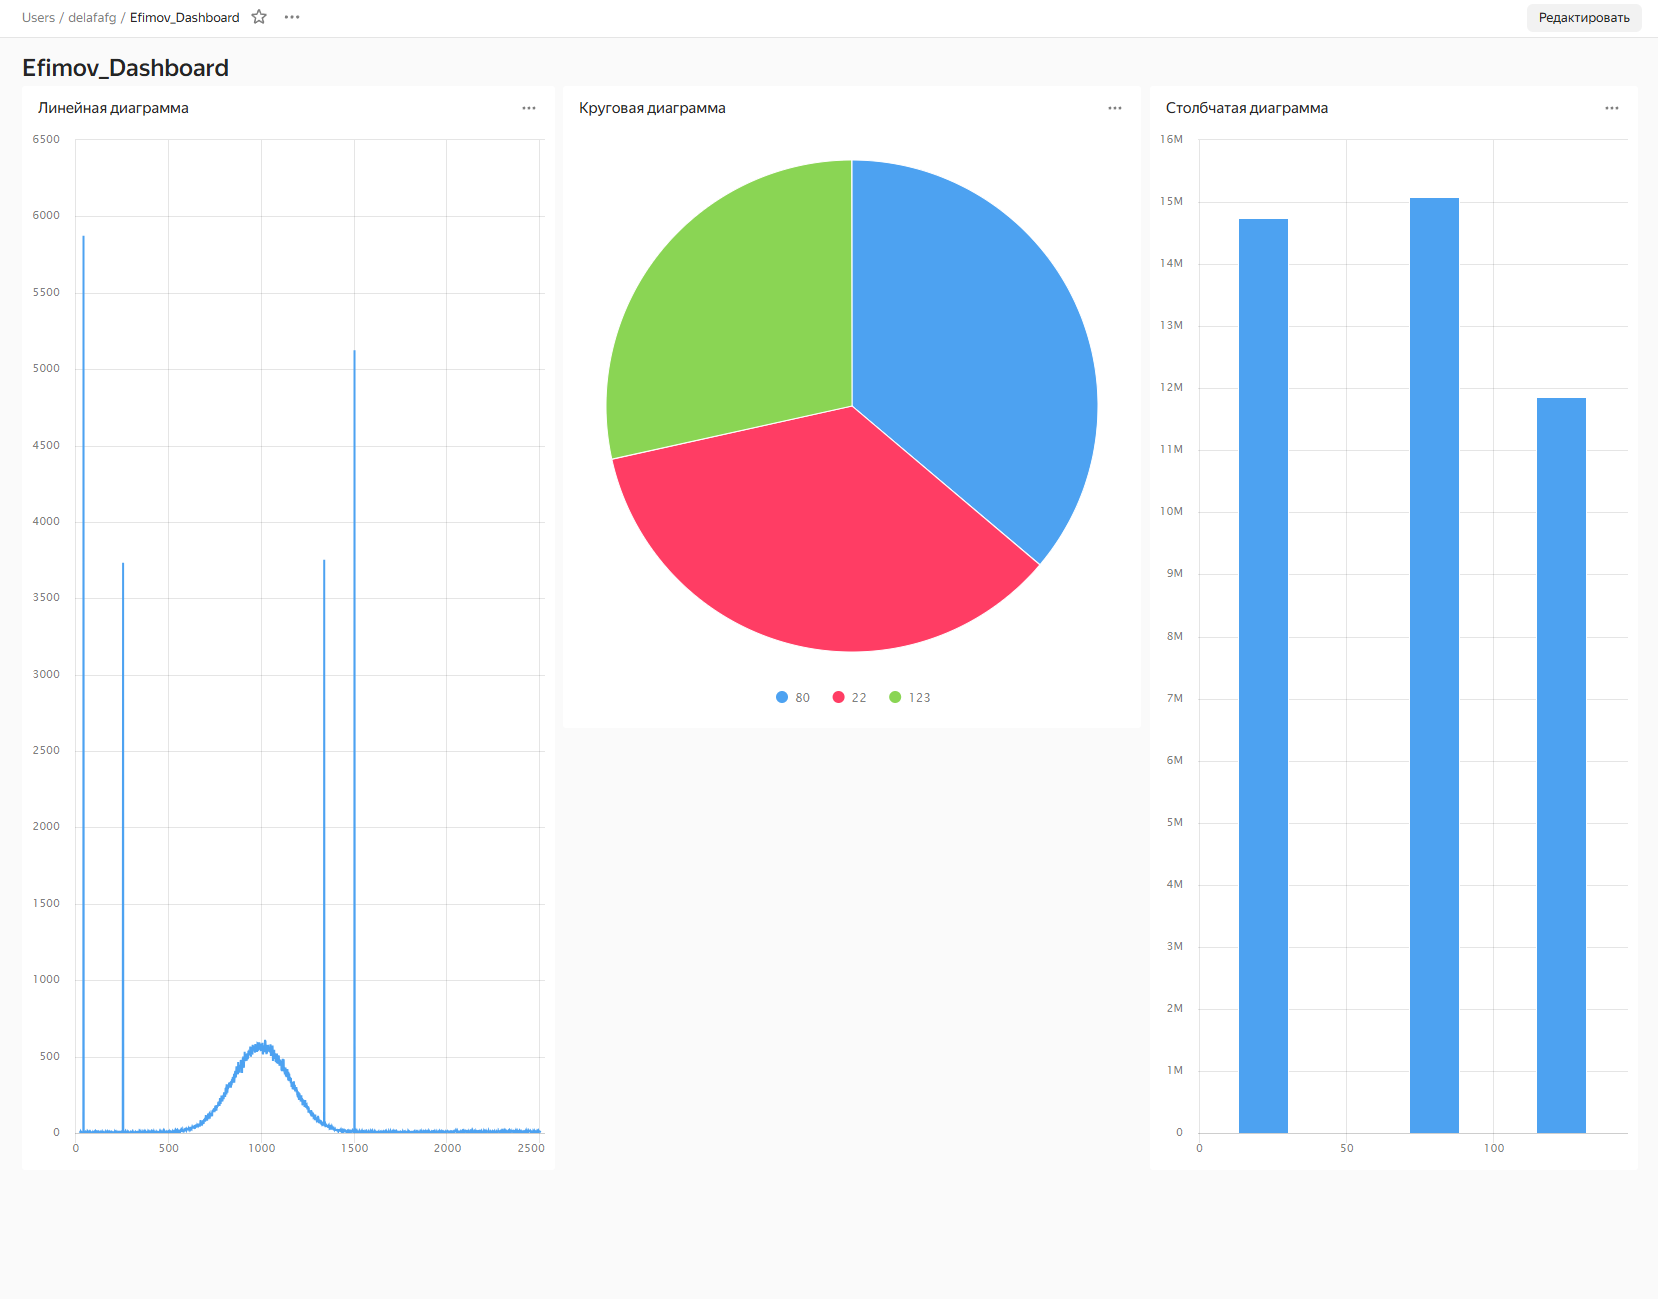 Users / delafafg / Efimov_Dashboard
Редактировать
Efimov_Dashboard
Линейная диаграмма
6500
6000
5500
5000
4500
4000
3500
3000
2500
2000
1500
1000
500
0
0 500 1000 1500 2000 2500
Круговая диаграмма
80 22 123
Столбчатая диаграмма
16M
15M
14M
13M
12M
11M
10M
9M
8M
7M
6M
5M
4M
3M
2M
1M
0
0 50 100